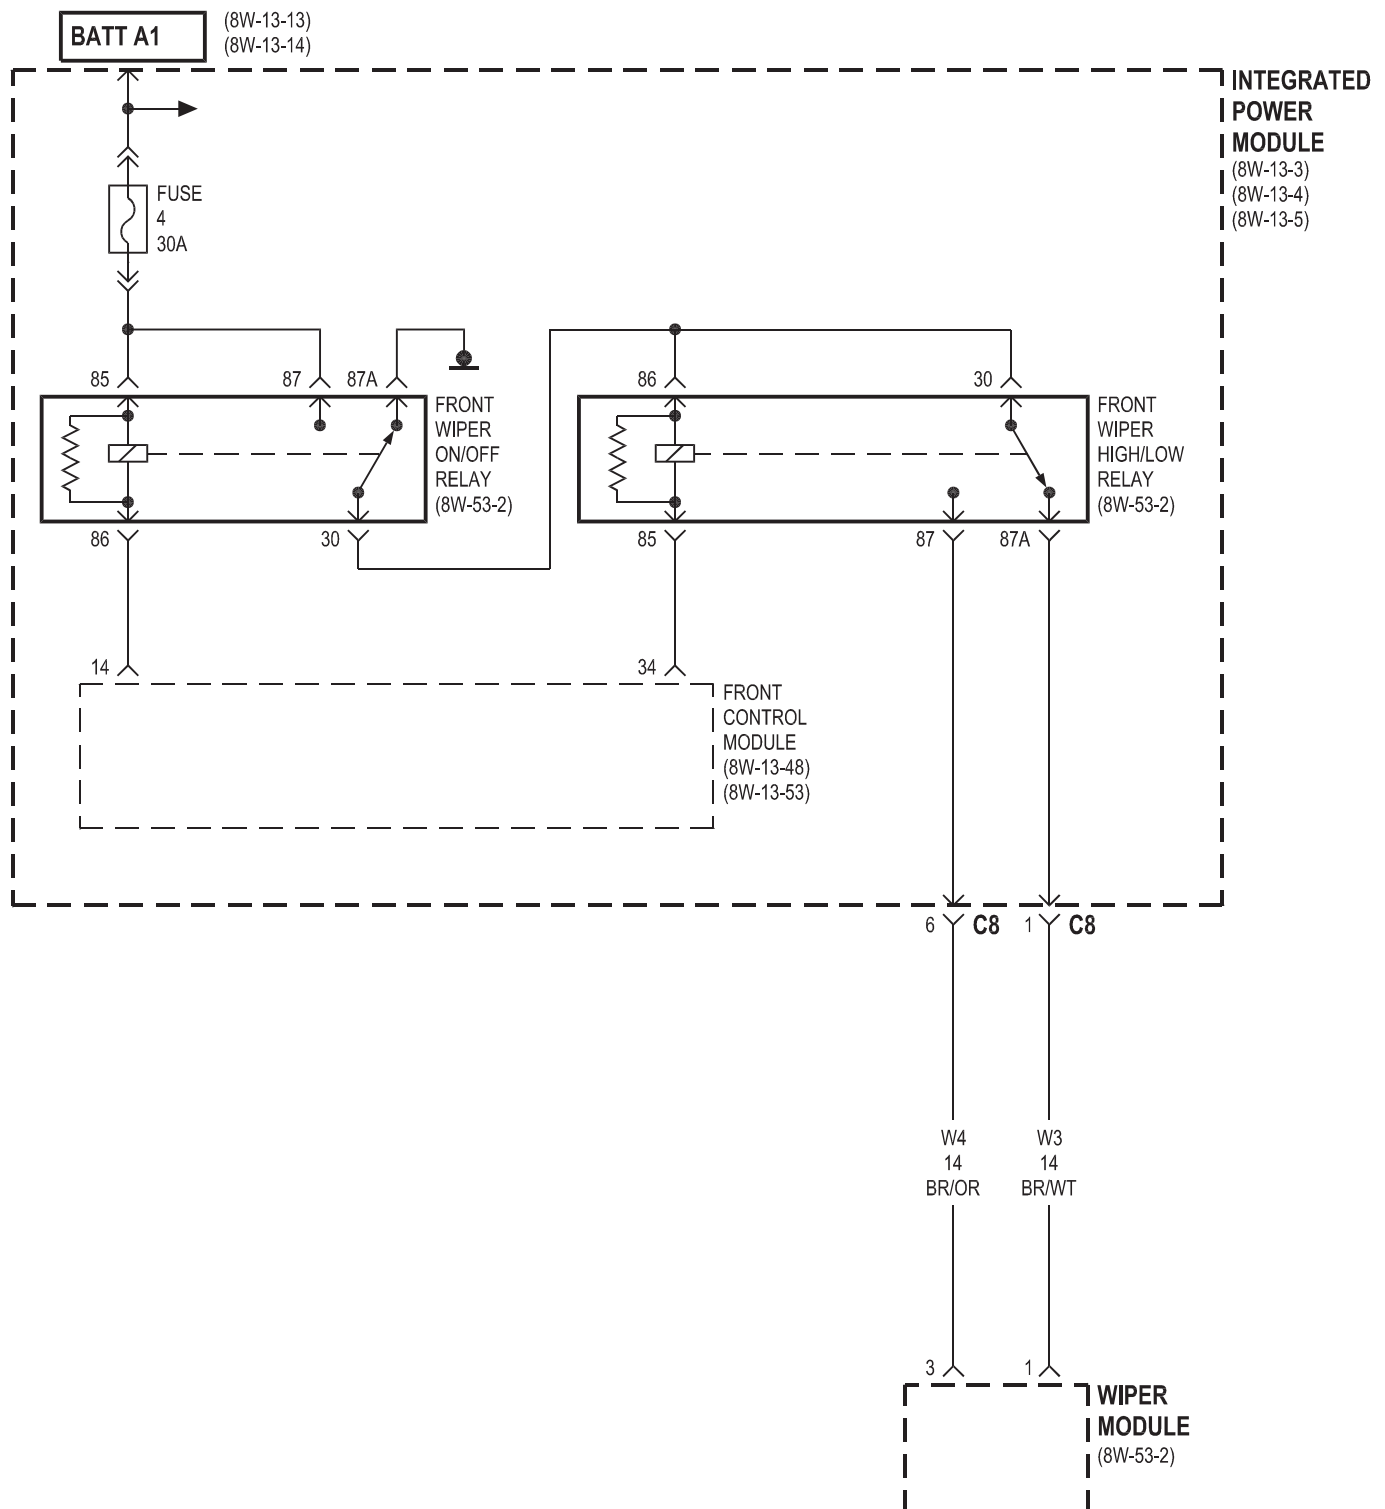 BATT A1
(8W-13-13)
(8W-13-14)
INTEGRATED
POWER
MODULE
(8W-13-3)
(8W-13-4)
(8W-13-5)
FUSE
4
30A
85
87
87A
86
30
FRONT
WIPER
ON/OFF
RELAY
(8W-53-2)
FRONT
WIPER
HIGH/LOW
RELAY
(8W-53-2)
86
30
85
87
87A
14
34
FRONT
CONTROL
MODULE
(8W-13-48)
(8W-13-53)
6
C8
1
C8
W4
14
BR/OR
W3
14
BR/WT
3
1
WIPER
MODULE
(8W-53-2)